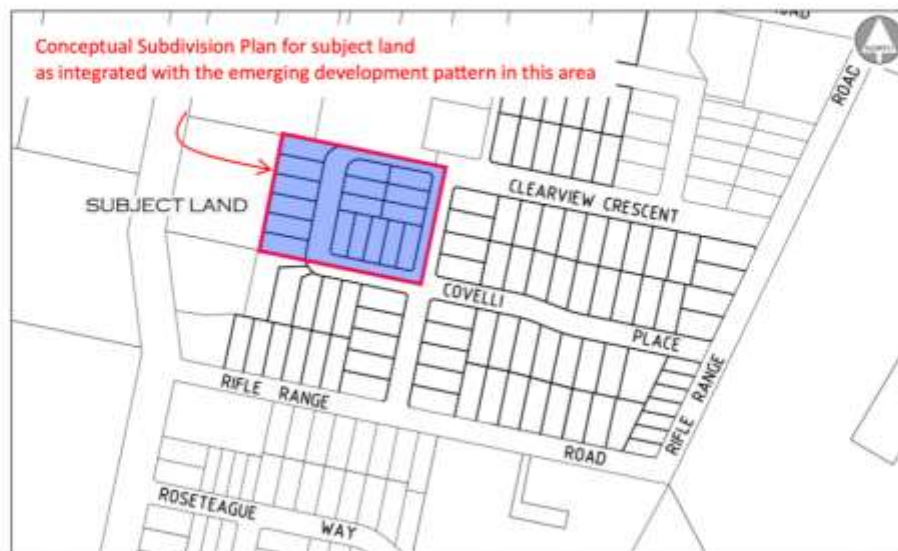 Conceptual Subdivision Plan for subject land
as integrated with the emerging development pattern in this area
ROAD
SUBJECT LAND
CLEARVIEW CRESCENT
COVELLI PLACE
RIFLE RANGE ROAD
RIFLE RANGE
ROSETEAGUE WAY